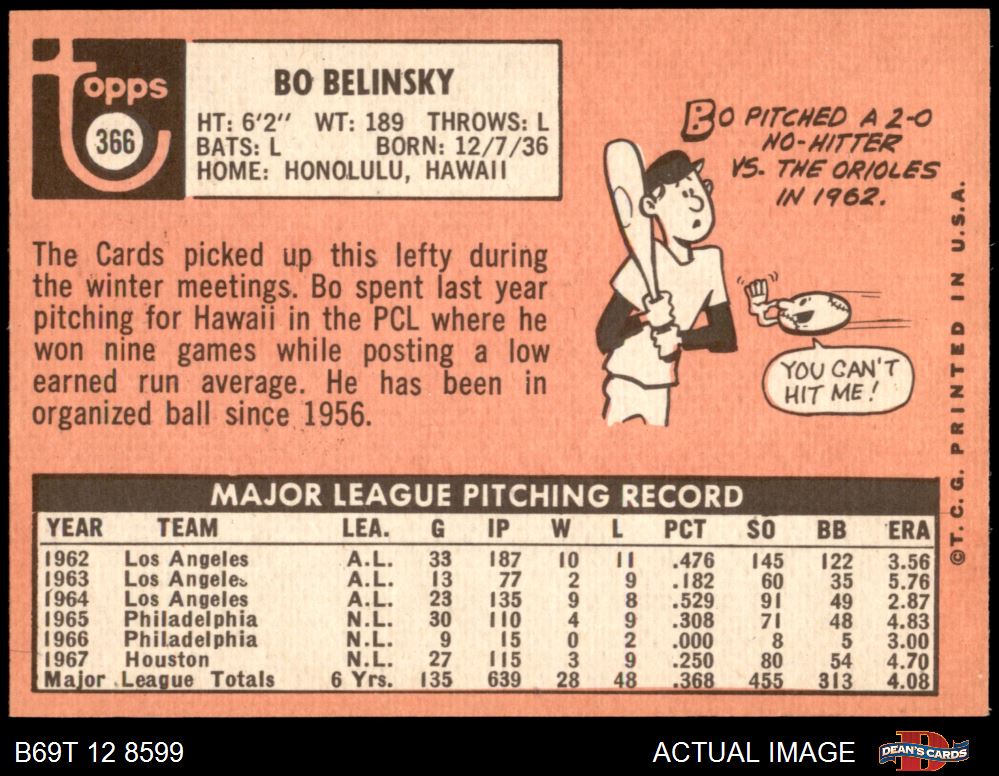 topps
366
BO BELINSKY
HT: 6'2" WT: 189 THROWS: L
BATS: L BORN: 12/7/36
HOME: HONOLULU, HAWAII
BO PITCHED A 2-0
NO-HITTER
VS. THE ORIOLES
IN 1962.
YOU CAN'T
HIT ME!
The Cards picked up this lefty during
the winter meetings. Bo spent last year
pitching for Hawaii in the PCL where he
won nine games while posting a low
earned run average. He has been in
organized ball since 1956.
MAJOR LEAGUE PITCHING RECORD
YEAR TEAM LEA. G IP W L PCT SO BB ERA
1962 Los Angeles A.L. 33 187 10 11 .476 145 122 3.56
1963 Los Angeles A.L. 13 77 2 9 .182 60 35 5.76
1964 Los Angeles A.L. 23 135 9 8 .529 91 49 2.87
1965 Philadelphia N.L. 30 110 4 9 .308 71 48 4.83
1966 Philadelphia N.L. 9 15 0 2 .000 8 5 3.00
1967 Houston N.L. 27 115 3 9 .250 80 54 4.70
Major League Totals 6 Yrs. 135 639 28 48 .368 455 313 4.08
©T. C. G. PRINTED IN U.S.A.
B69T 12 8599
ACTUAL IMAGE
DEAN'S CARDS